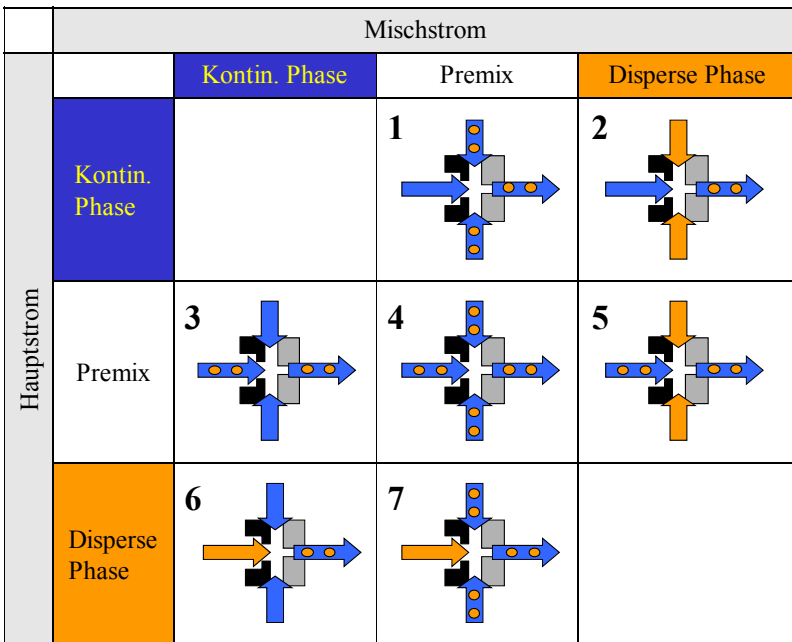 Mischstrom
Kontin. Phase
Premix
Disperse Phase
Hauptstrom
Kontin.
Phase
1
2
Premix
3
4
5
Disperse
Phase
6
7